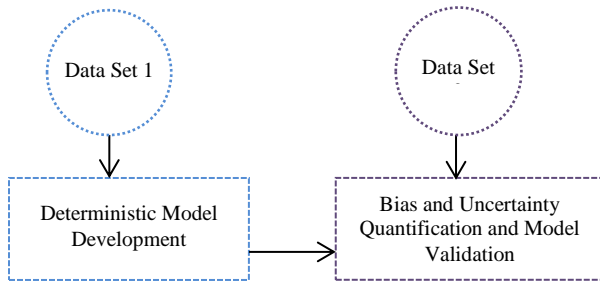 Data Set 1
Data Set
Deterministic Model
Development
Bias and Uncertainty
Quantification and Model
Validation